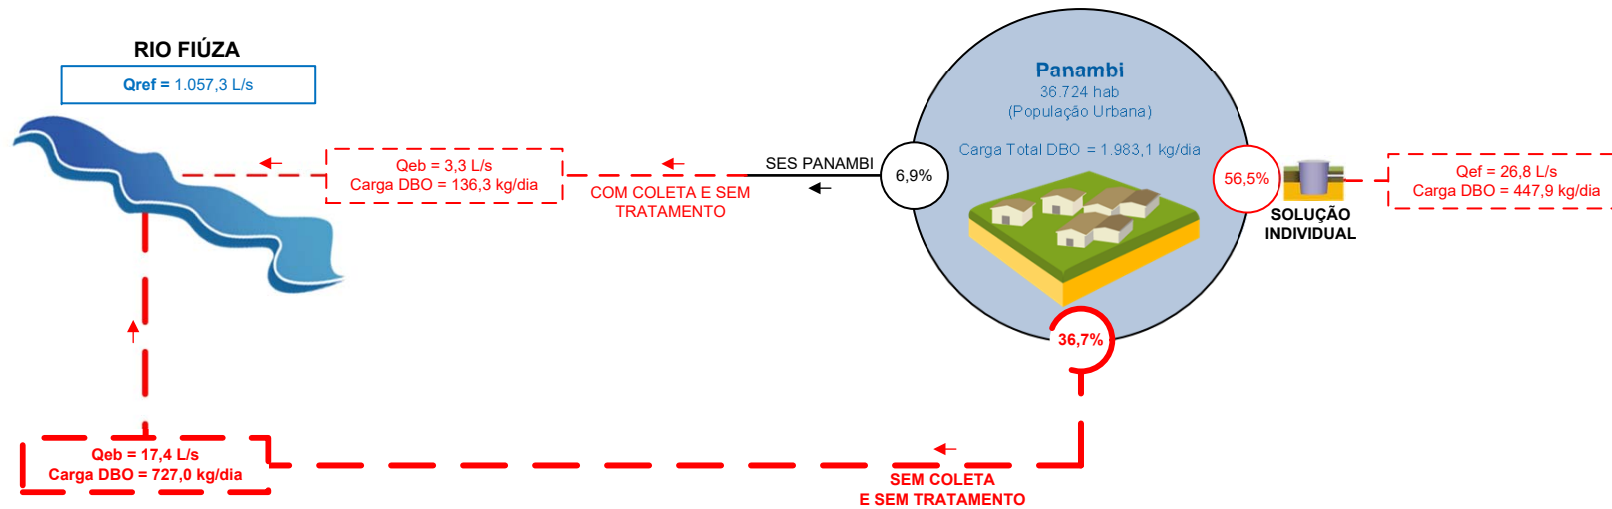 RIO FIÚZA
Qref = 1.057,3 L/s
Qeb = 3,3 L/s
Carga DBO = 136,3 kg/dia
COM COLETA E SEM
TRATAMENTO
SES PANAMBI
6,9%
Panambi
36.724 hab
(População Urbana)
Carga Total DBO = 1.983,1 kg/dia
56,5%
SOLUÇÃO
INDIVIDUAL
Qef = 26,8 L/s
Carga DBO = 447,9 kg/dia
36,7%
Qeb = 17,4 L/s
Carga DBO = 727,0 kg/dia
SEM COLETA
E SEM TRATAMENTO